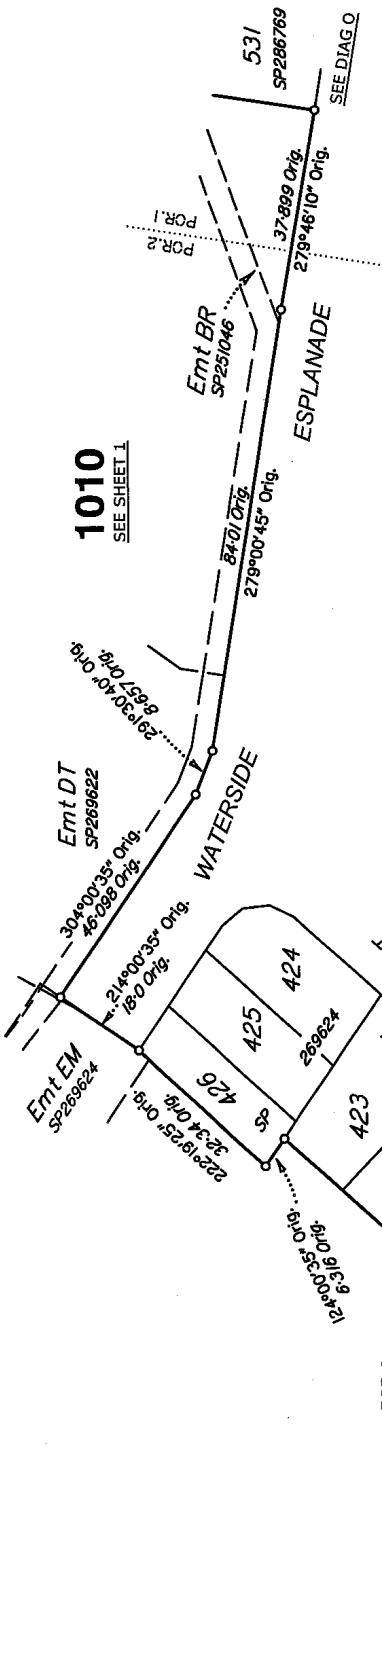 531
SP286769
SEE DIAG O
37·899 Orig.
279°46'10" Orig.
POR.1
POR.2
Emt BR
SP251046
ESPLANADE
1010
SEE SHEET 1
84·01 Orig.
279°00'45" Orig.
291°30'40" Orig.
8·657 Orig.
Emt DT
SP269622
WATERSIDE
304°00'35" Orig.
46·098 Orig.
214°00'35" Orig.
18·0 Orig.
Emt EM
SP269624
222°19'25" Orig.
32·34 Orig.
424
425
426
SP
269624
423
124°00'35" Orig.
6·316 Orig.